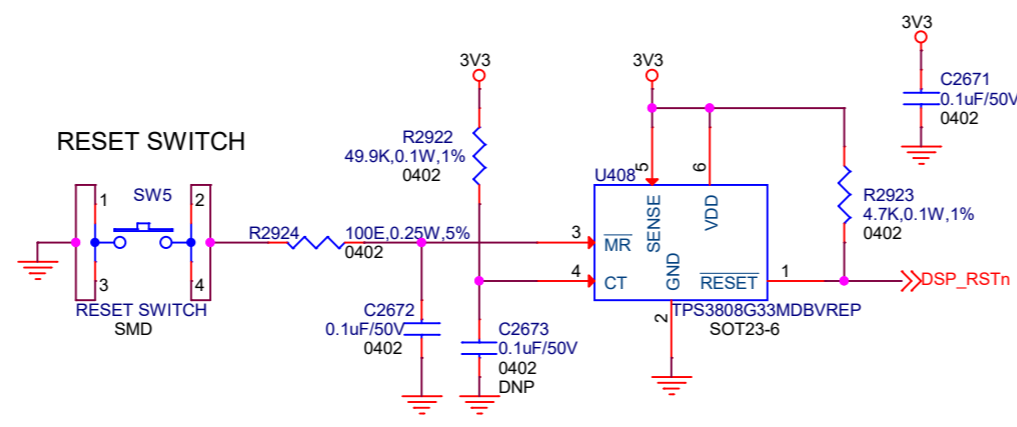 RESET SWITCH
SW5
1
2
3
4
RESET SWITCH
SMD
R2924
100E,0.25W,5%
0402
3V3
R2922
49.9K,0.1W,1%
0402
C2672
0.1uF/50V
0402
C2673
0.1uF/50V
0402
DNP
3V3
U408
5
6
3
4
2
1
MR
CT
SENSE
VDD
GND
RESET
TPS3808G33MDBVREP
SOT23-6
R2923
4.7K,0.1W,1%
0402
DSP_RSTn
3V3
C2671
0.1uF/50V
0402